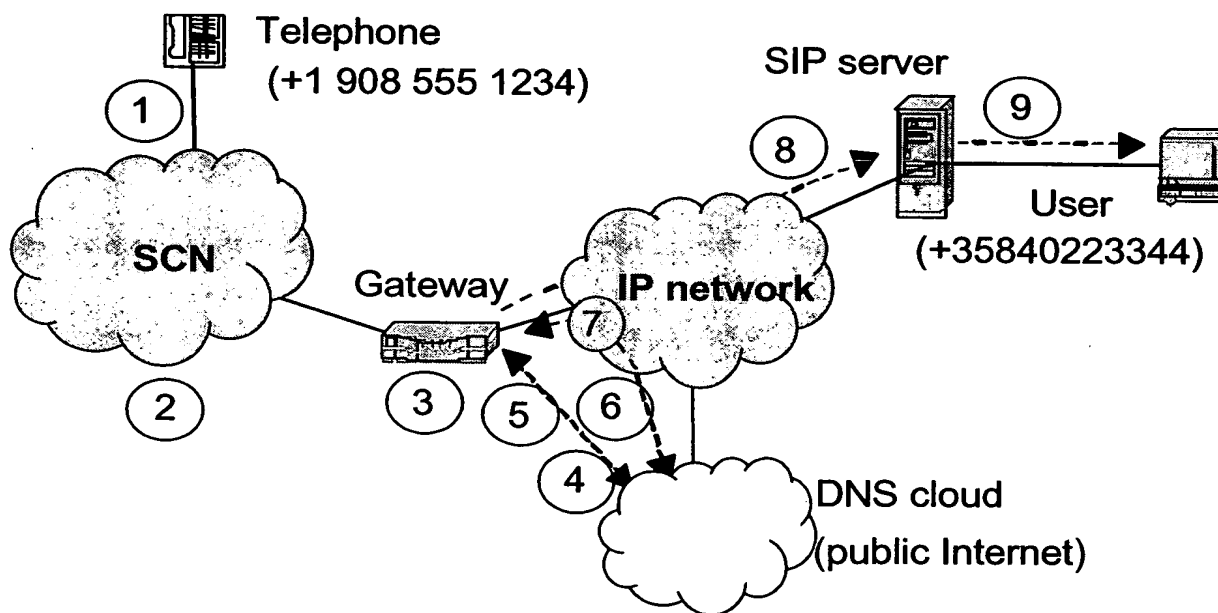 Telephone
(+1 908 555 1234)
SIP server
1
8
9
SCN
User
(+35840223344)
Gateway
IP network
7
2
3
5
6
4
DNS cloud
(public Internet)